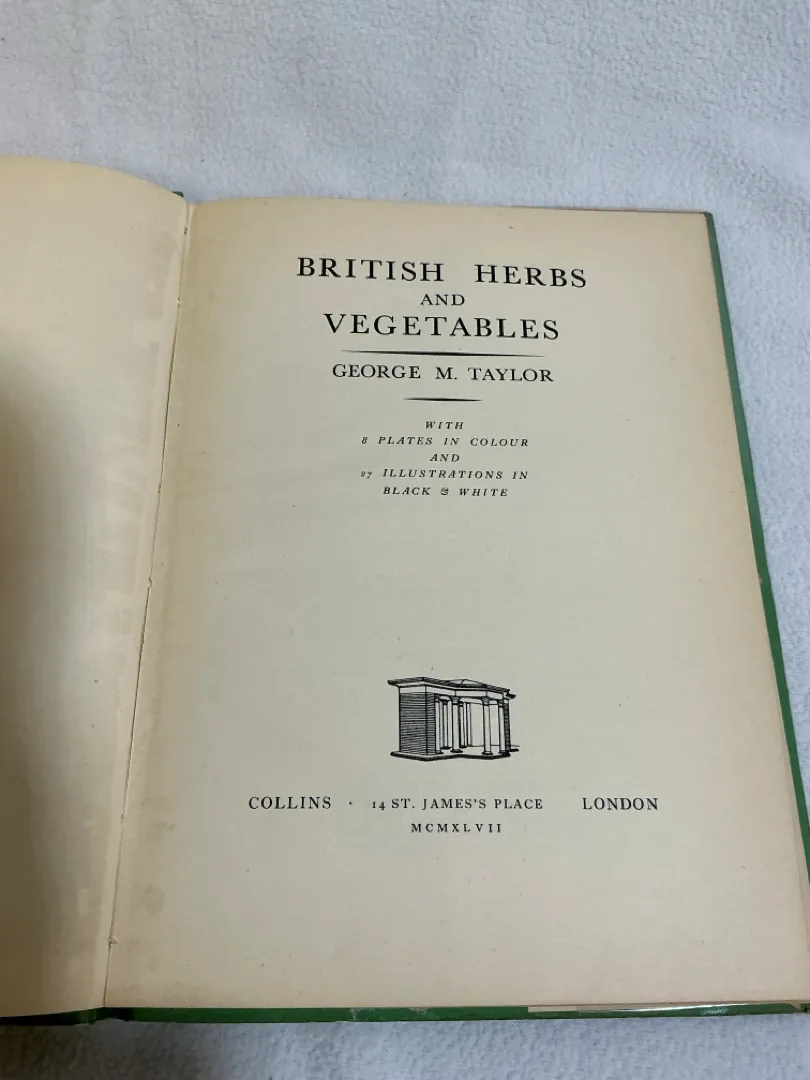 BRITISH HERBS
AND
VEGETABLES
GEORGE M. TAYLOR
WITH
8 PLATES IN COLOUR
AND
27 ILLUSTRATIONS IN
BLACK & WHITE
COLLINS · 14 ST. JAMES'S PLACE LONDON
MCMXLVII